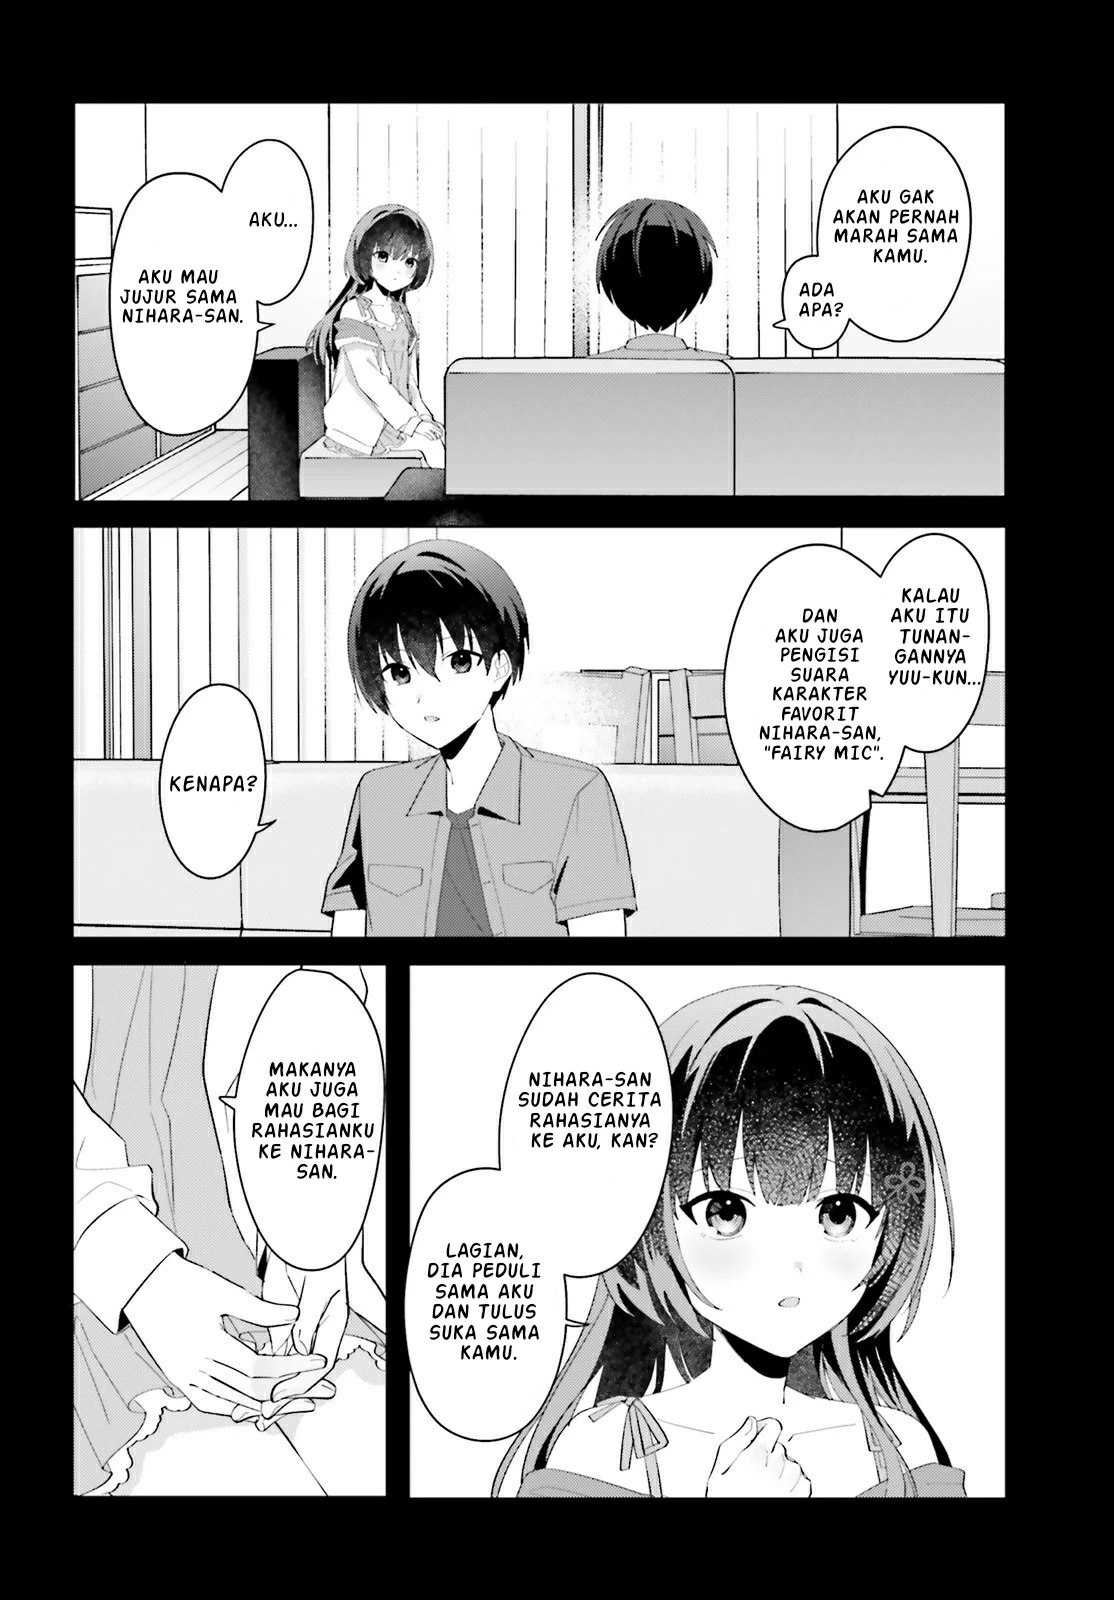 AKU GAK
AKAN PERNAH
MARAH SAMA
KAMU.
ADA
APA?
AKU...
AKU MAU
JUJUR SAMA
NIHARA-SAN.
KALAU
AKU ITU
TUNAN-
GANNYA
YUU-KUN...
DAN
AKU JUGA
PENGISI
SUARA
KARAKTER
FAVORIT
NIHARA-SAN,
"FAIRY MIC".
KENAPA?
NIHARA-SAN
SUDAH CERITA
RAHASIANYA
KE AKU, KAN?
LAGIAN,
DIA PEDULI
SAMA AKU
DAN TULUS
SUKA SAMA
KAMU.
MAKANYA
AKU JUGA
MAU BAGI
RAHASIANKU
KE NIHARA-
SAN.